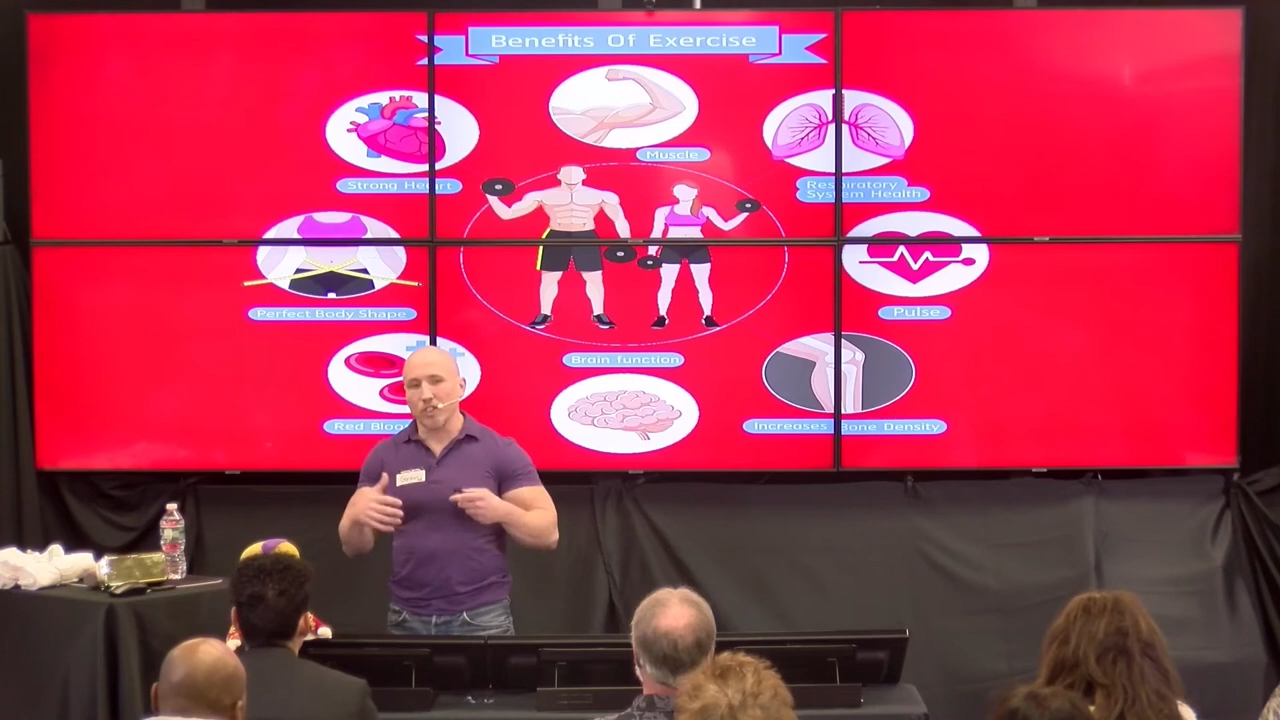 Benefits Of Exercise
Muscle
Strong Heart
Respiratory
System Health
Perfect Body Shape
Pulse
Brain function
Red
Increases Bone Density